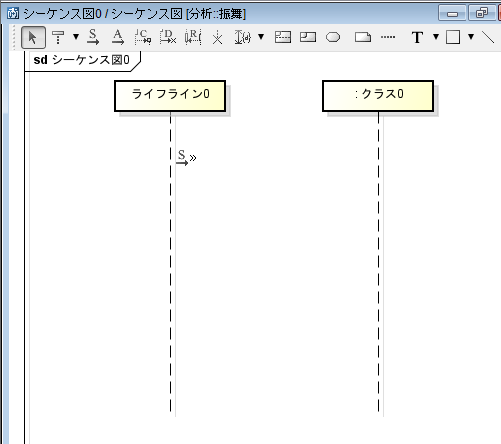 シーケンス図0 / シーケンス図 [分析::振舞]
S A C D R T
sd シーケンス図0
ライフライン0
: クラス0
S »